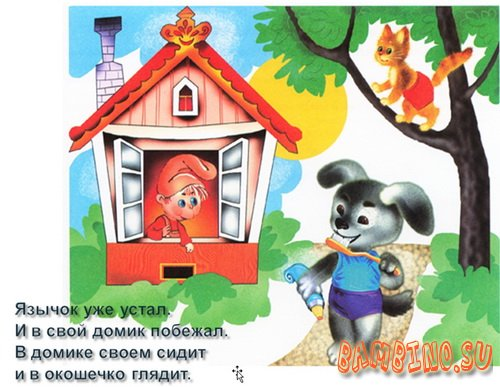 Язычок уже устал.
И в свой домик побежал.
В домике своем сидит
и в окошечко глядит.
BAMBINO.SU